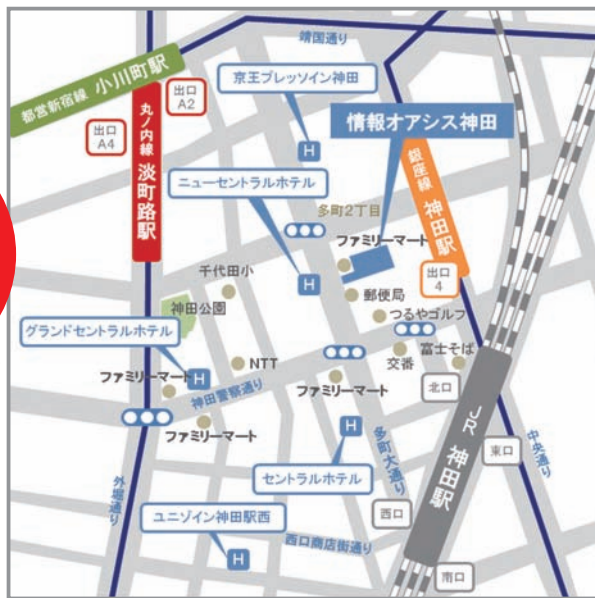 靖国通り
都営新宿線 小川町駅
京王プレッソイン神田
出口
A2
出口
A4
丸ノ内線 淡町路駅
情報オアシス神田
ニューセントラルホテル
銀座線 神田駅
多町2丁目
ファミリーマート
出口
4
千代田小
神田公園
郵便局
つるやゴルフ
グランドセントラルホテル
交番
富士そば
NTT
ファミリーマート
神田警察通り
ファミリーマート
北口
ファミリーマート
JR 神田駅
東口
中央通り
多町大通り
セントラルホテル
外堀通り
ユニゾイン神田駅西
西口
西口商店街通り
南口
H
H
H
H
H